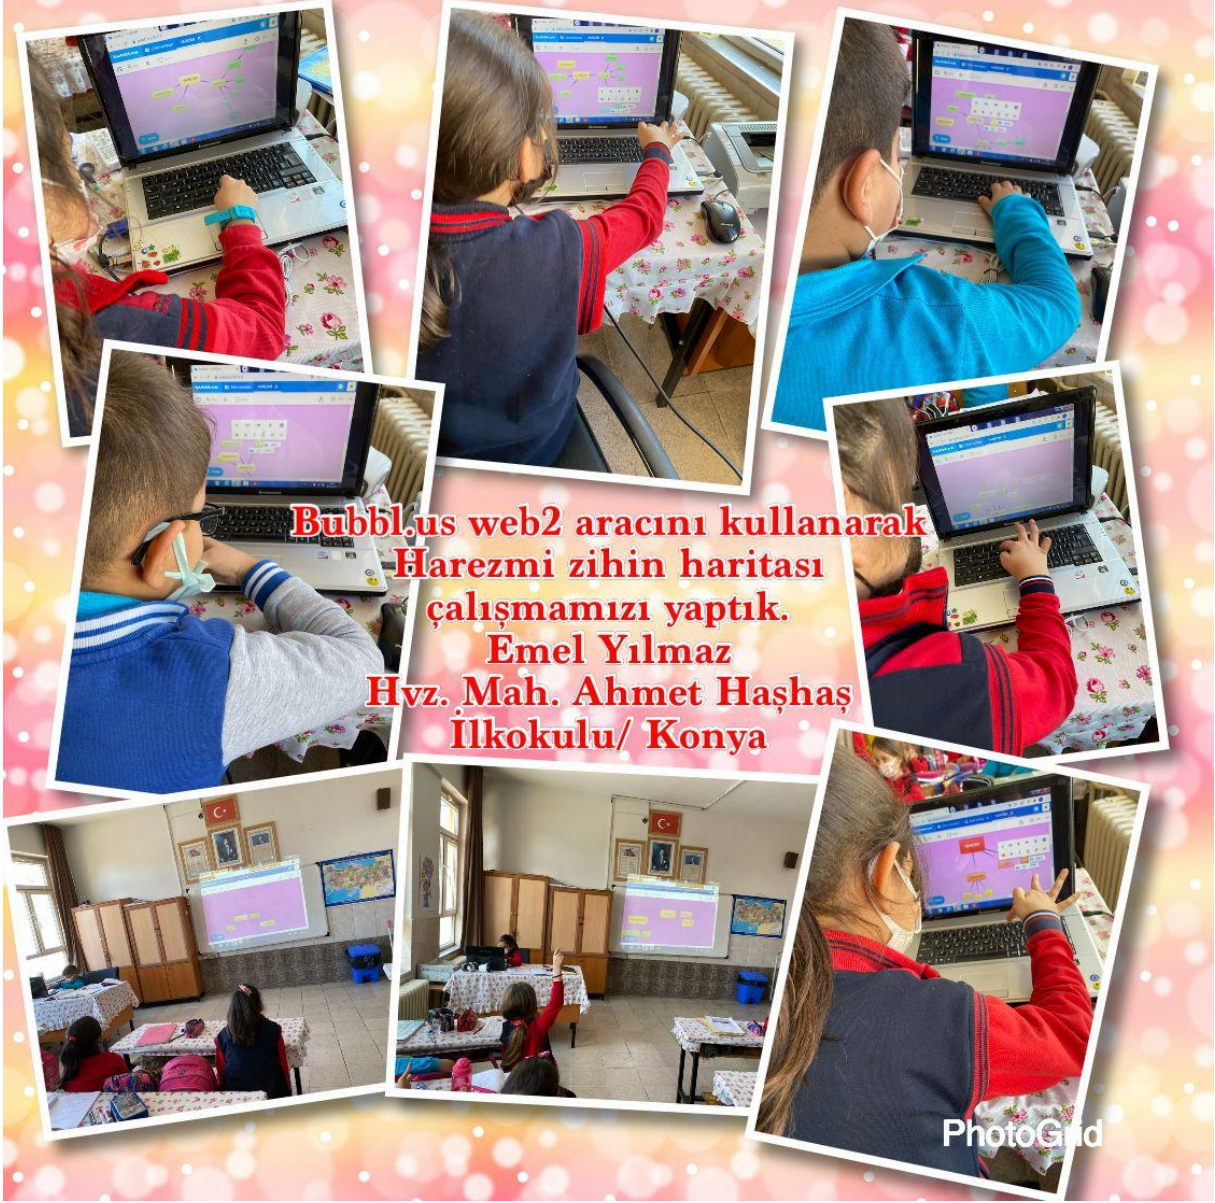 Bubbl.us web2 aracını kullanarak
Harezmi zihin haritası
çalışmamızı yaptık.
Emel Yılmaz
Hvz. Mah. Ahmet Haşhaş
İlkokulu/ Konya
PhotoGrid